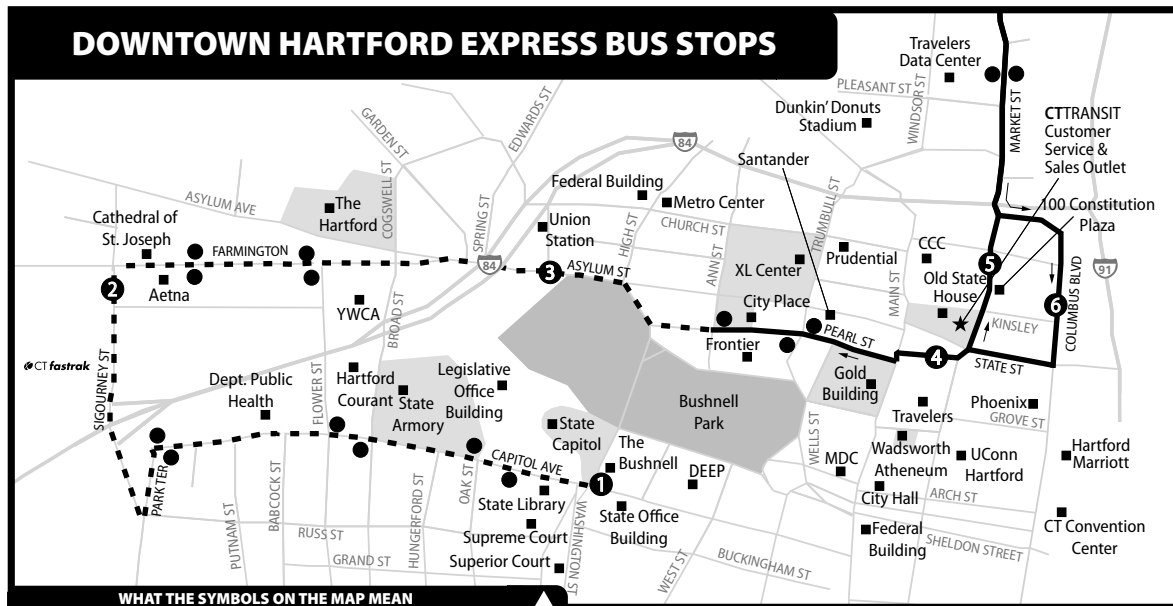 DOWNTOWN HARTFORD EXPRESS BUS STOPS
Travelers
Data Center
PLEASANT ST
WINDSOR ST
MARKET ST
91
Dunkin' Donuts
Stadium
CTTRANSIT
Customer
Service &
Sales Outlet
100 Constitution
Plaza
EDWARDS ST
GARDEN ST
84
Santander
ASYLUM AVE
The
Hartford
COGSWELL ST
SPRING ST
Federal Building
Metro Center
Union
Station
HIGH ST
CHURCH ST
ANN ST
TRUMBULL ST
Cathedral of
St. Joseph
FARMINGTON
84
3
ASYLUM ST
XL Center
Prudential
MAIN ST
CCC
Old State
House
5
6
COLUMBUS BLVD
91
2
Aetna
YWCA
BROAD ST
City Place
PEARL ST
KINSLEY
Frontier
4
STATE ST
CTfastrak
SIGOURNEY ST
Dept. Public
Health
FLOWER ST
Hartford
Courant
State
Armory
Legislative
Office
Building
Bushnell
Park
Gold
Building
Travelers
Phoenix
GROVE ST
State
Capitol
The
Bushnell
WELLS ST
Wadsworth
Atheneum
UConn
Hartford
Hartford
Marriott
PARK TER
BABCOCK ST
OAK ST
CAPITOL AVE
1
DEEP
MDC
City Hall
ARCH ST
State Library
State Office
Building
PUTNAM ST
RUSS ST
HUNGERFORD ST
Supreme Court
WASHINGTON ST
Federal
Building
SHELDON STREET
CT Convention
Center
GRAND ST
Superior Court
WEST ST
BUCKINGHAM ST
WHAT THE SYMBOLS ON THE MAP MEAN